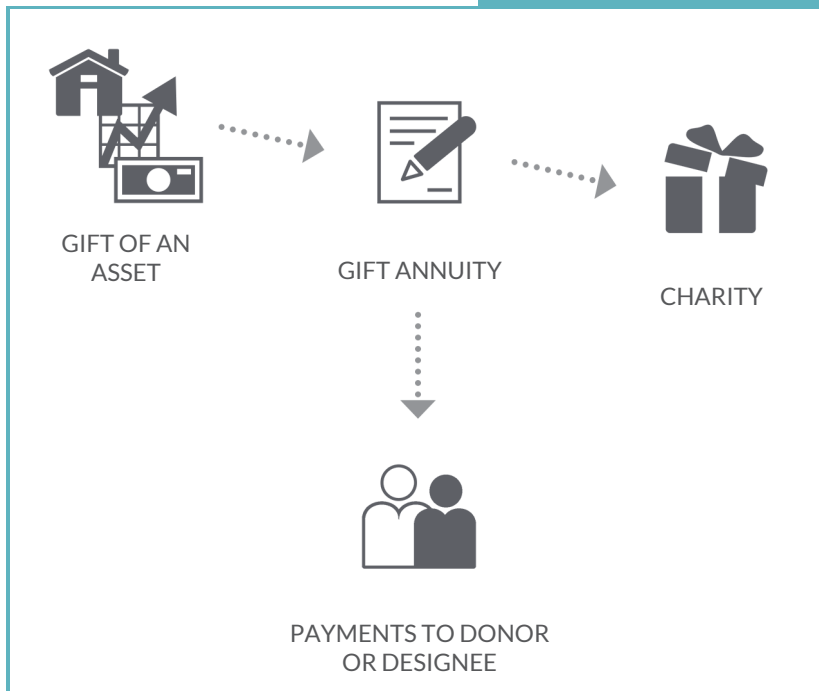 GIFT OF AN
ASSET
GIFT ANNUITY
CHARITY
PAYMENTS TO DONOR
OR DESIGNEE